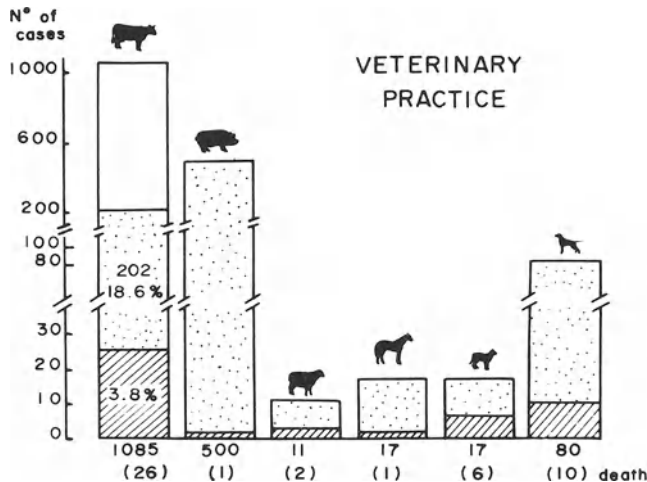 N° of
cases
VETERINARY
PRACTICE
1000
600
200
100
80
30
20
10
0
202
18.6%
3.8%
1085 500 11 17 17 80
(26) (1) (2) (1) (6) (10) death